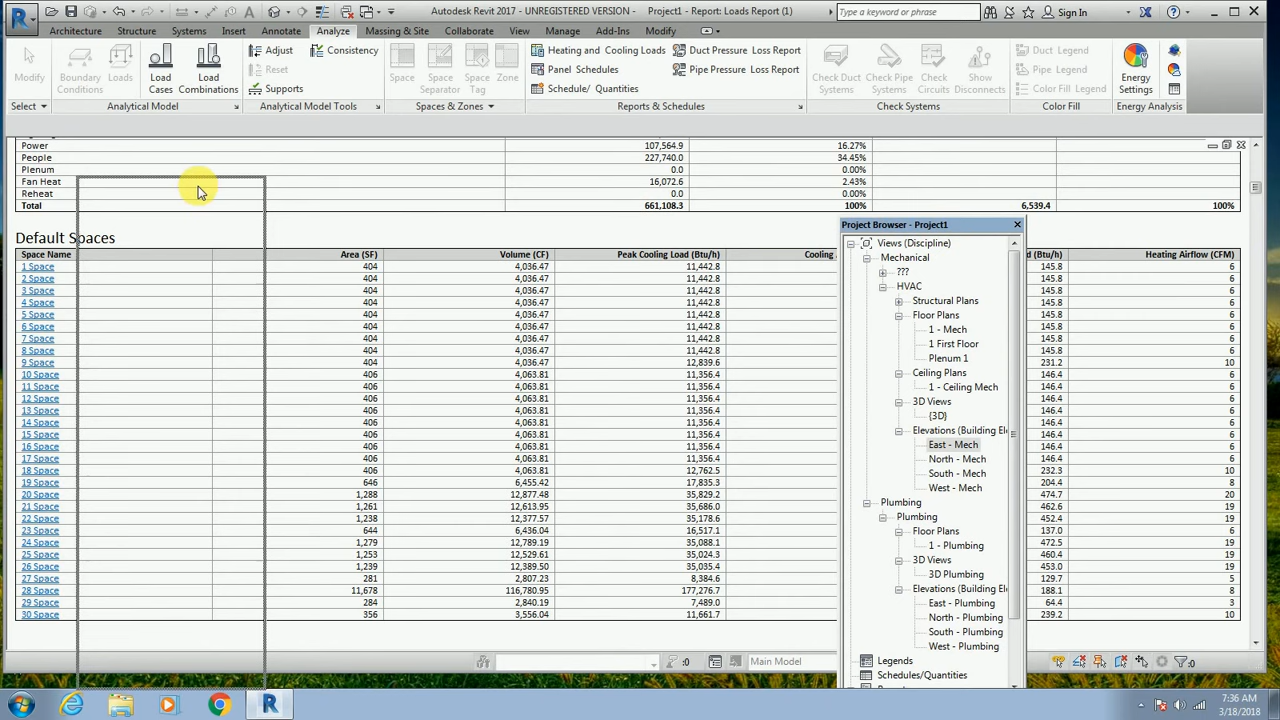 Autodesk Revit 2017 - UNREGISTERED VERSION - Project1 - Report: Loads Report (1)
Type a keyword or phrase
Sign In
Architecture Structure Systems Insert Annotate Analyze Massing & Site Collaborate View Manage Add-Ins Modify
Modify
Boundary Conditions
Loads
Load Cases
Load Combinations
Adjust
Reset
Supports
Consistency
Space
Space Separator
Space Tag
Zone
Heating and Cooling Loads
Panel Schedules
Schedule/ Quantities
Duct Pressure Loss Report
Pipe Pressure Loss Report
Check Duct Systems
Check Pipe Systems
Check Circuits
Show Disconnects
Duct Legend
Pipe Legend
Color Fill Legend
Energy Settings
Select Analytical Model Analytical Model Tools Spaces & Zones Reports & Schedules Check Systems Color Fill Energy Analysis
Power 107,564.9 16.27%
People 227,740.0 34.45%
Plenum 0.0 0.00%
Fan Heat 16,072.6 2.43%
Reheat 0.0 0.00%
Total 661,108.3 100% 6,539.4 100%
Default Spaces
Space Name Area (SF) Volume (CF) Peak Cooling Load (Btu/h) Cooling (Btu/h) Heating Airflow (CFM)
1 Space 404 4,036.47 11,442.8 145.8 6
2 Space 404 4,036.47 11,442.8 145.8 6
3 Space 404 4,036.47 11,442.8 145.8 6
4 Space 404 4,036.47 11,442.8 145.8 6
5 Space 404 4,036.47 11,442.8 145.8 6
6 Space 404 4,036.47 11,442.8 145.8 6
7 Space 404 4,036.47 11,442.8 145.8 6
8 Space 404 4,036.47 11,442.8 145.8 6
9 Space 404 4,036.47 12,839.6 231.2 10
10 Space 406 4,063.81 11,356.4 146.4 6
11 Space 406 4,063.81 11,356.4 146.4 6
12 Space 406 4,063.81 11,356.4 146.4 6
13 Space 406 4,063.81 11,356.4 146.4 6
14 Space 406 4,063.81 11,356.4 146.4 6
15 Space 406 4,063.81 11,356.4 146.4 6
16 Space 406 4,063.81 11,356.4 146.4 6
17 Space 406 4,063.81 11,356.4 146.4 6
18 Space 406 4,063.81 12,762.5 232.3 10
19 Space 646 6,455.42 17,835.3 204.4 8
20 Space 1,288 12,877.48 35,829.2 474.7 20
21 Space 1,261 12,613.95 35,686.0 462.6 19
22 Space 1,238 12,377.57 35,178.6 452.4 19
23 Space 644 6,436.04 16,517.1 137.0 6
24 Space 1,279 12,789.19 35,088.1 472.5 19
25 Space 1,253 12,529.61 35,024.3 460.4 19
26 Space 1,239 12,389.50 35,035.4 453.0 19
27 Space 281 2,807.23 8,384.6 129.7 5
28 Space 11,678 116,780.95 177,276.7 188.1 8
29 Space 284 2,840.19 7,489.0 64.4 3
30 Space 356 3,556.04 11,661.7 239.2 10
Project Browser - Project1
Views (Discipline)
Mechanical
???
HVAC
Structural Plans
Floor Plans
1 - Mech
1 First Floor
Plenum 1
Ceiling Plans
1 - Ceiling Mech
3D Views
{3D}
Elevations (Building El
East - Mech
North - Mech
South - Mech
West - Mech
Plumbing
Plumbing
Floor Plans
1 - Plumbing
3D Views
3D Plumbing
Elevations (Building El
East - Plumbing
North - Plumbing
South - Plumbing
West - Plumbing
Legends
Schedules/Quantities
:0 Main Model :0
7:36 AM
3/18/2018